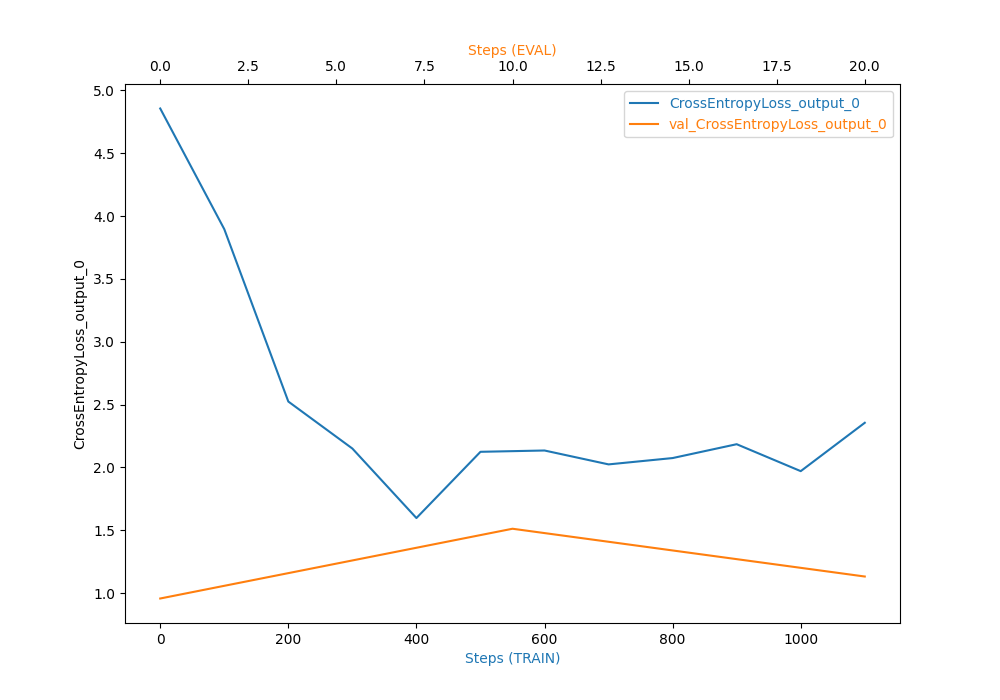 Steps (EVAL)
0.0 2.5 5.0 7.5 10.0 12.5 15.0 17.5 20.0
CrossEntropyLoss_output_0
val_CrossEntropyLoss_output_0
5.0
4.5
4.0
3.5
3.0
2.5
2.0
1.5
1.0
CrossEntropyLoss_output_0
0 200 400 600 800 1000
Steps (TRAIN)